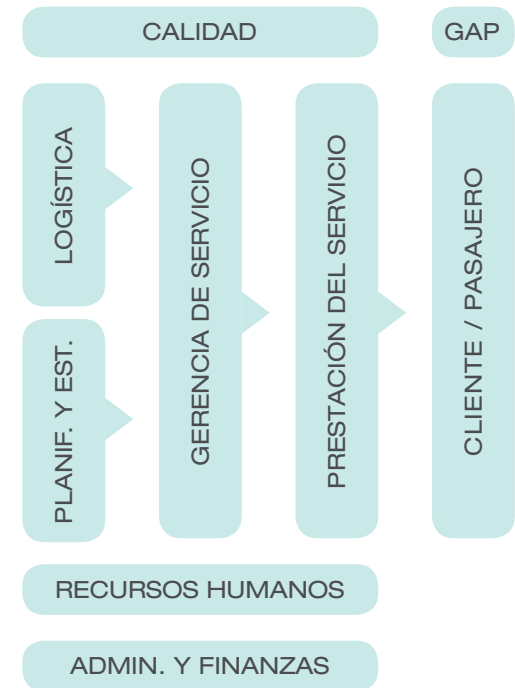 CALIDAD
GAP
LOGÍSTICA
PLANIF. Y EST.
GERENCIA DE SERVICIO
PRESTACIÓN DEL SERVICIO
CLIENTE / PASAJERO
RECURSOS HUMANOS
ADMIN. Y FINANZAS